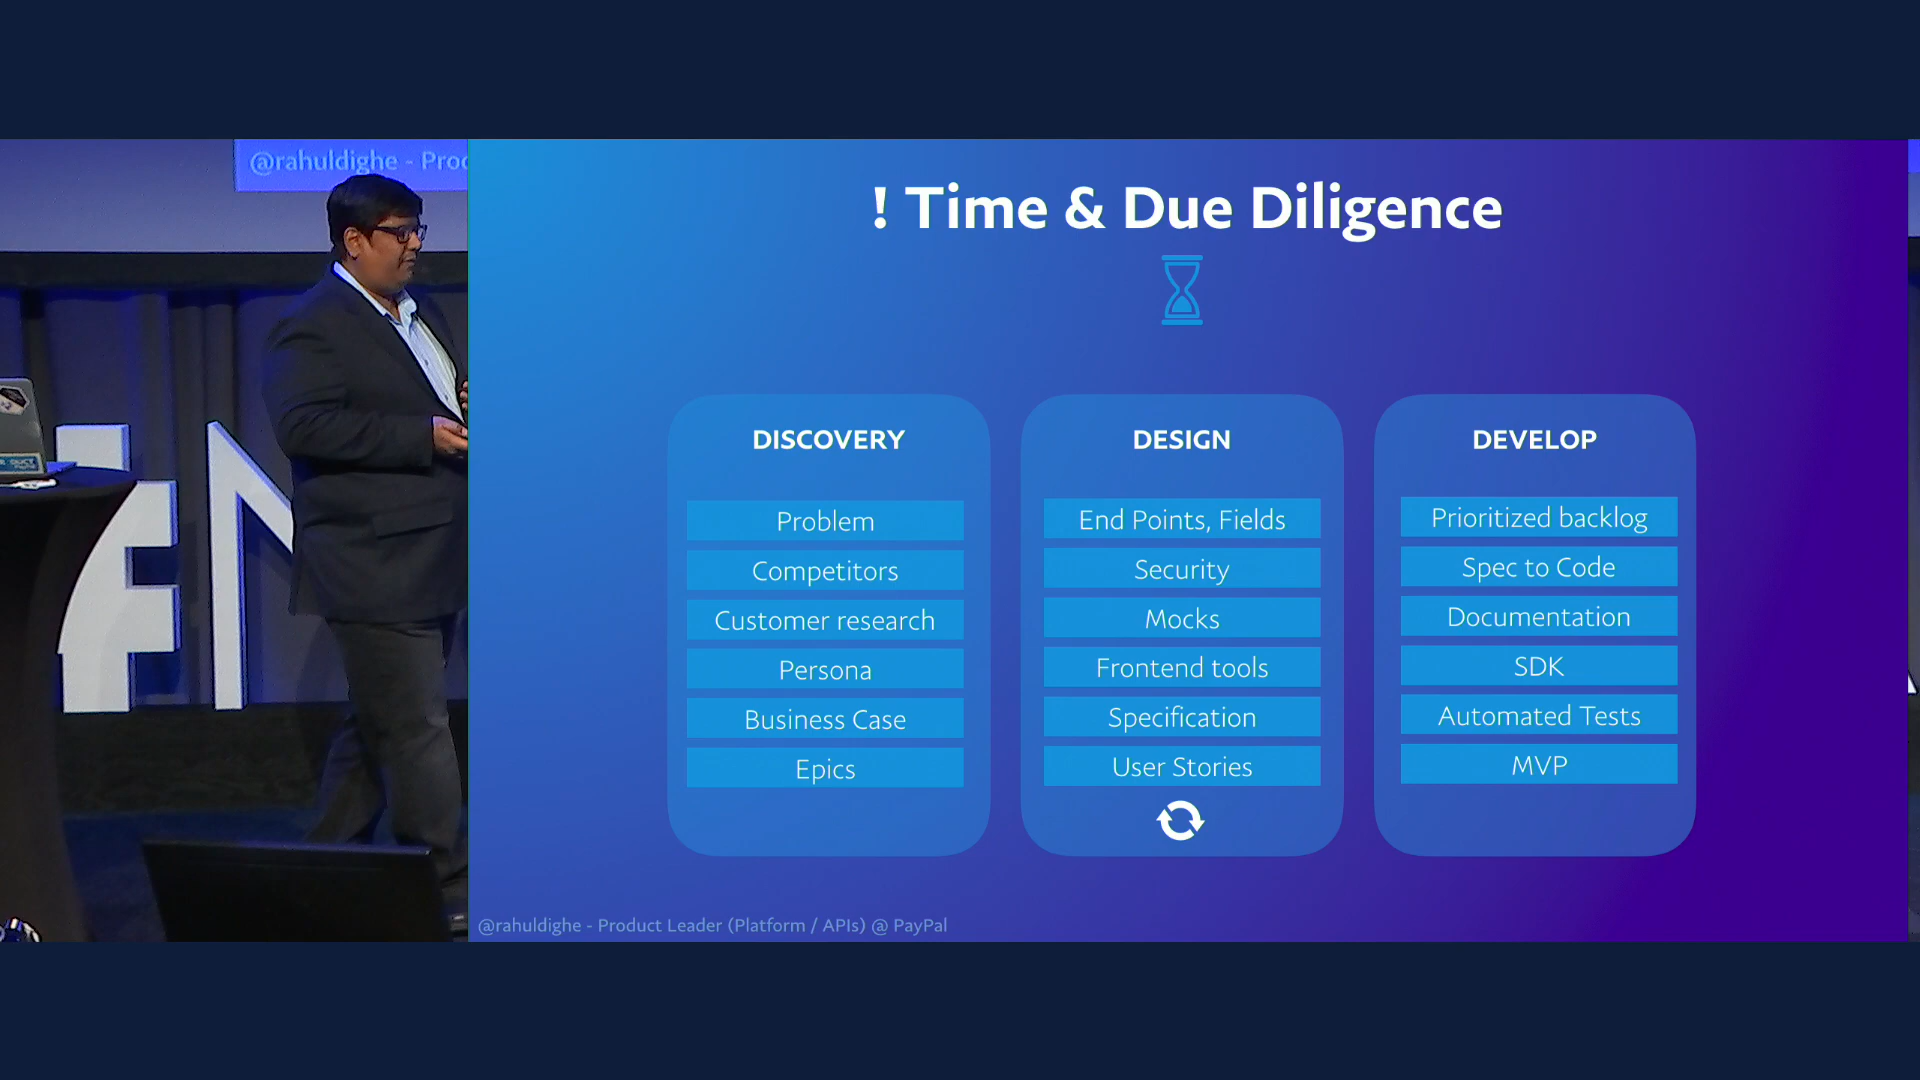 @rahuldighe - Proc
! Time & Due Diligence
DISCOVERY
Problem
Competitors
Customer research
Persona
Business Case
Epics
DESIGN
End Points, Fields
Security
Mocks
Frontend tools
Specification
User Stories
DEVELOP
Prioritized backlog
Spec to Code
Documentation
SDK
Automated Tests
MVP
@rahuldighe - Product Leader (Platform / APIs) @ PayPal